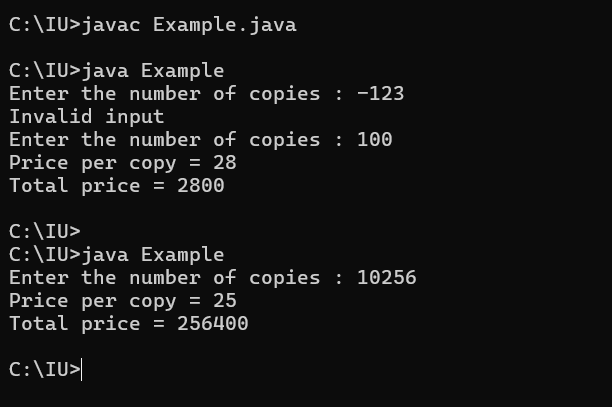 C:\IU>javac Example.java
C:\IU>java Example
Enter the number of copies : -123
Invalid input
Enter the number of copies : 100
Price per copy = 28
Total price = 2800
C:\IU>
C:\IU>java Example
Enter the number of copies : 10256
Price per copy = 25
Total price = 256400
C:\IU>